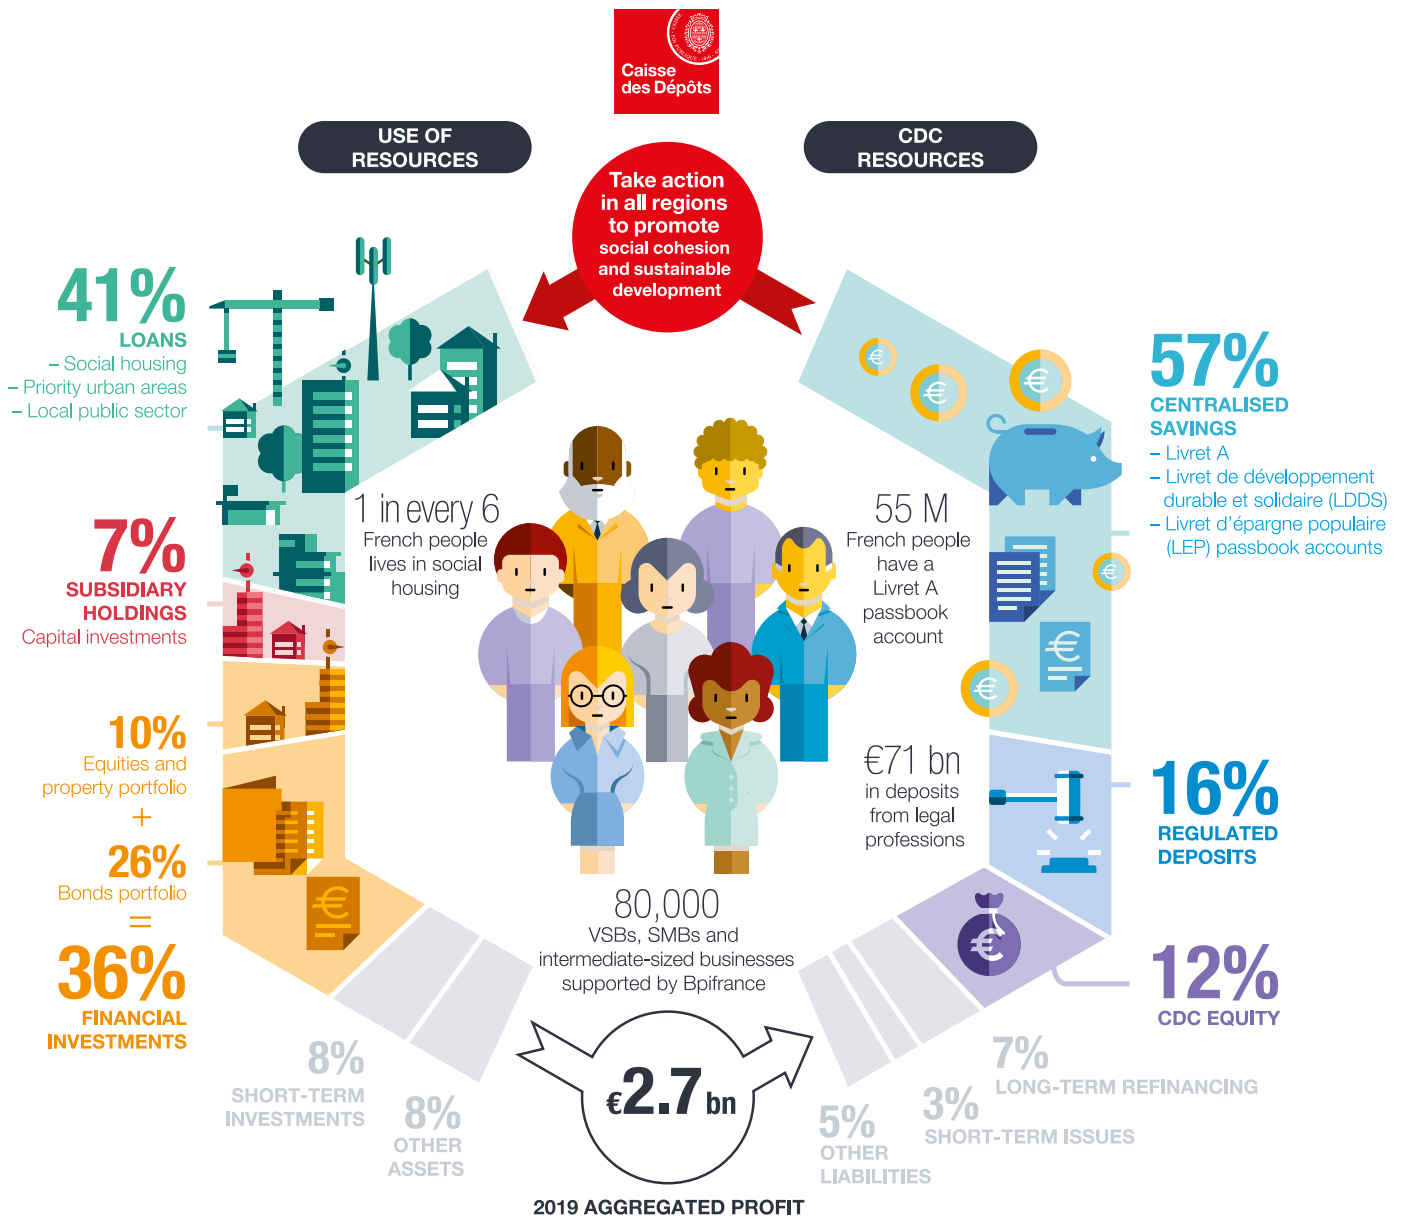 Caisse
des Dépôts
USE OF
RESOURCES
CDC
RESOURCES
Take action
in all regions
to promote
social cohesion
and sustainable
development
41%
LOANS
– Social housing
– Priority urban areas
– Local public sector
7%
SUBSIDIARY
HOLDINGS
Capital investments
10%
Equities and
property portfolio
+
26%
Bonds portfolio
=
36%
FINANCIAL
INVESTMENTS
8%
SHORT-TERM
INVESTMENTS
8%
OTHER
ASSETS
1 in every 6
French people
lives in social
housing
55 M
French people
have a
Livret A
passbook
account
€71 bn
in deposits
from legal
professions
80,000
VSBs, SMBs and
intermediate-sized businesses
supported by Bpifrance
€2.7 bn
2019 AGGREGATED PROFIT
57%
CENTRALISED
SAVINGS
– Livret A
– Livret de développement
durable et solidaire (LDDS)
– Livret d'épargne populaire
(LEP) passbook accounts
16%
REGULATED
DEPOSITS
12%
CDC EQUITY
7%
LONG-TERM REFINANCING
3%
SHORT-TERM ISSUES
5%
OTHER
LIABILITIES
€
€
€
€
€
€
€
€